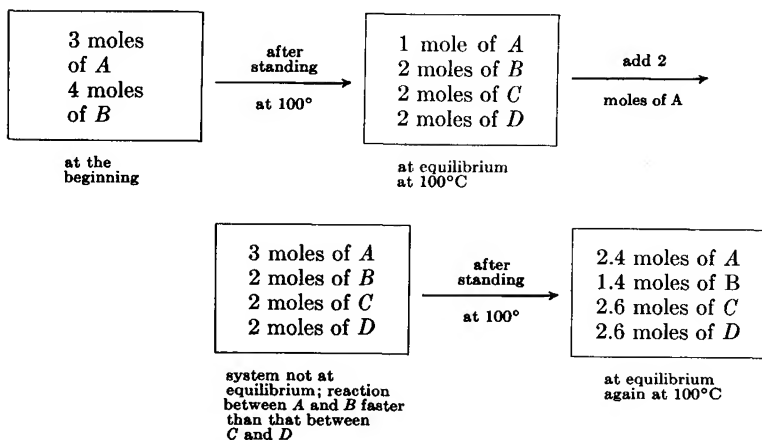 3 moles
of A
4 moles
of B
at the
beginning
after
standing
at 100°
1 mole of A
2 moles of B
2 moles of C
2 moles of D
at equilibrium
at 100°C
add 2
moles of A
3 moles of A
2 moles of B
2 moles of C
2 moles of D
system not at
equilibrium; reaction
between A and B faster
than that between
C and D
after
standing
at 100°
2.4 moles of A
1.4 moles of B
2.6 moles of C
2.6 moles of D
at equilibrium
again at 100°C